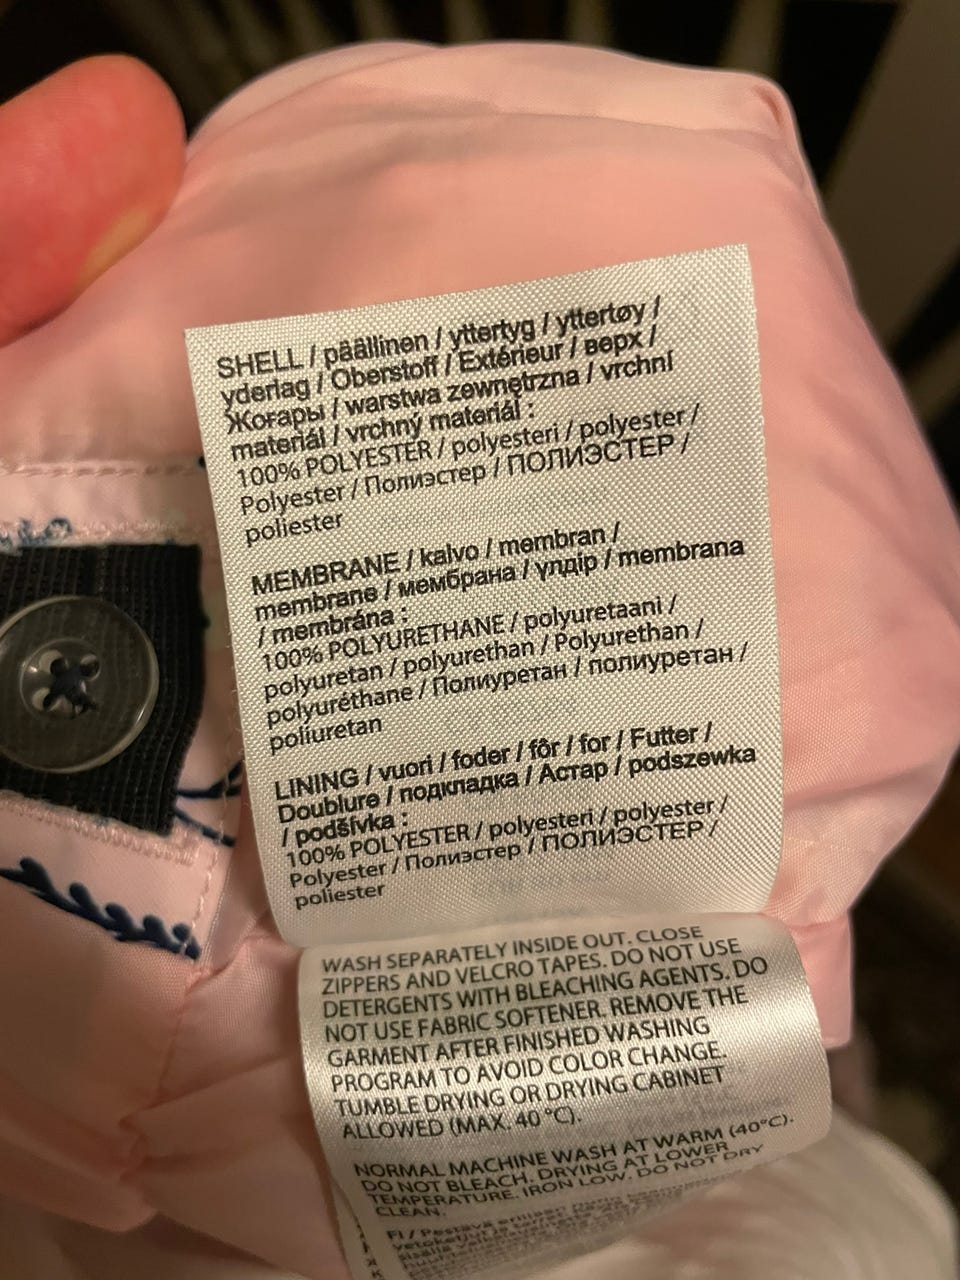 SHELL / päällinen / yttertyg / yttertøy /
yderlag / Oberstoff / Extérieur / верх /
Жоғарғы / warstwa zewnętrzna / vrchní
materiál / vrchný materiál :
100% POLYESTER / polyesteri / polyester /
Polyester / Полиэстер / ПОЛИЭСТЕР /
poliester
MEMBRANE / kalvo / membran /
membrane / мембрана / үлдір / membrana
/ membrána :
100% POLYURETHANE / polyuretaani /
polyuretan / polyurethan / Polyurethan /
polyuréthane / Полиуретан / полиуретан /
poliuretan
LINING / vuori / foder / fôr / for / Futter /
Doublure / подкладка / Астар / podszewka
/ podšívka :
100% POLYESTER / polyesteri / polyester /
Polyester / Полиэстер / ПОЛИЭСТЕР /
poliester
WASH SEPARATELY INSIDE OUT. CLOSE
ZIPPERS AND VELCRO TAPES. DO NOT USE
DETERGENTS WITH BLEACHING AGENTS. DO
NOT USE FABRIC SOFTENER. REMOVE THE
GARMENT AFTER FINISHED WASHING
PROGRAM TO AVOID COLOR CHANGE.
TUMBLE DRYING OR DRYING CABINET
ALLOWED (MAX. 40 °C).
NORMAL MACHINE WASH AT WARM (40°C).
DO NOT BLEACH. DRYING AT LOWER
TEMPERATURE. IRON LOW. DO NOT DRY
CLEAN.
FI / Pestävä erillään